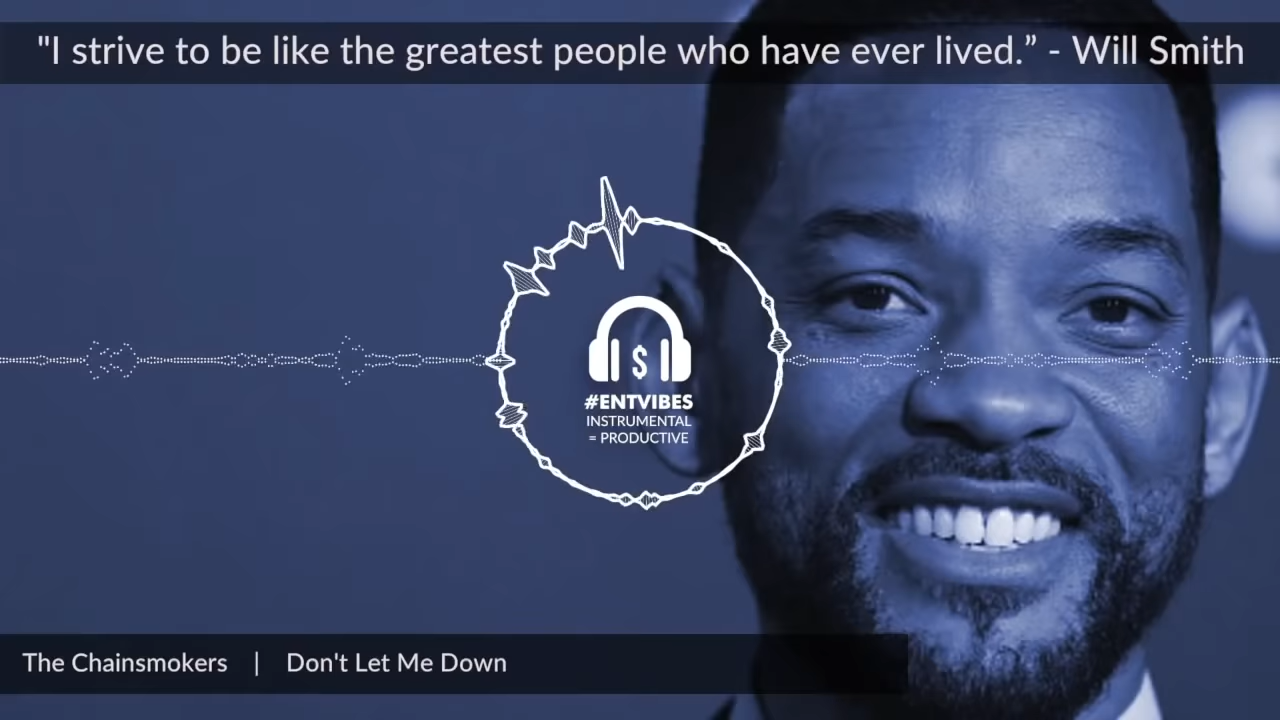 "I strive to be like the greatest people who have ever lived.” - Will Smith
$
#ENTVIBES
INSTRUMENTAL
= PRODUCTIVE
The Chainsmokers | Don't Let Me Down